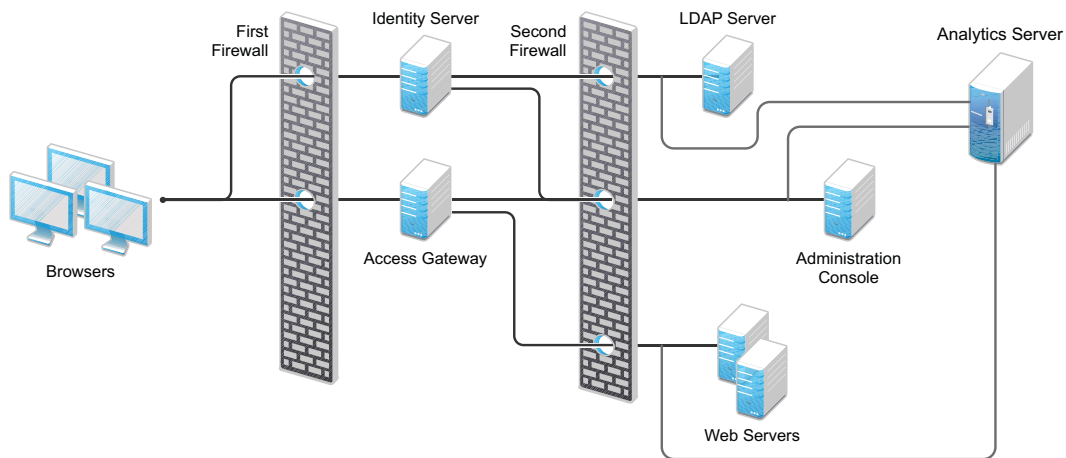 First
Firewall
Identity Server
Second
Firewall
LDAP Server
Analytics Server
Browsers
Access Gateway
Administration
Console
Web Servers